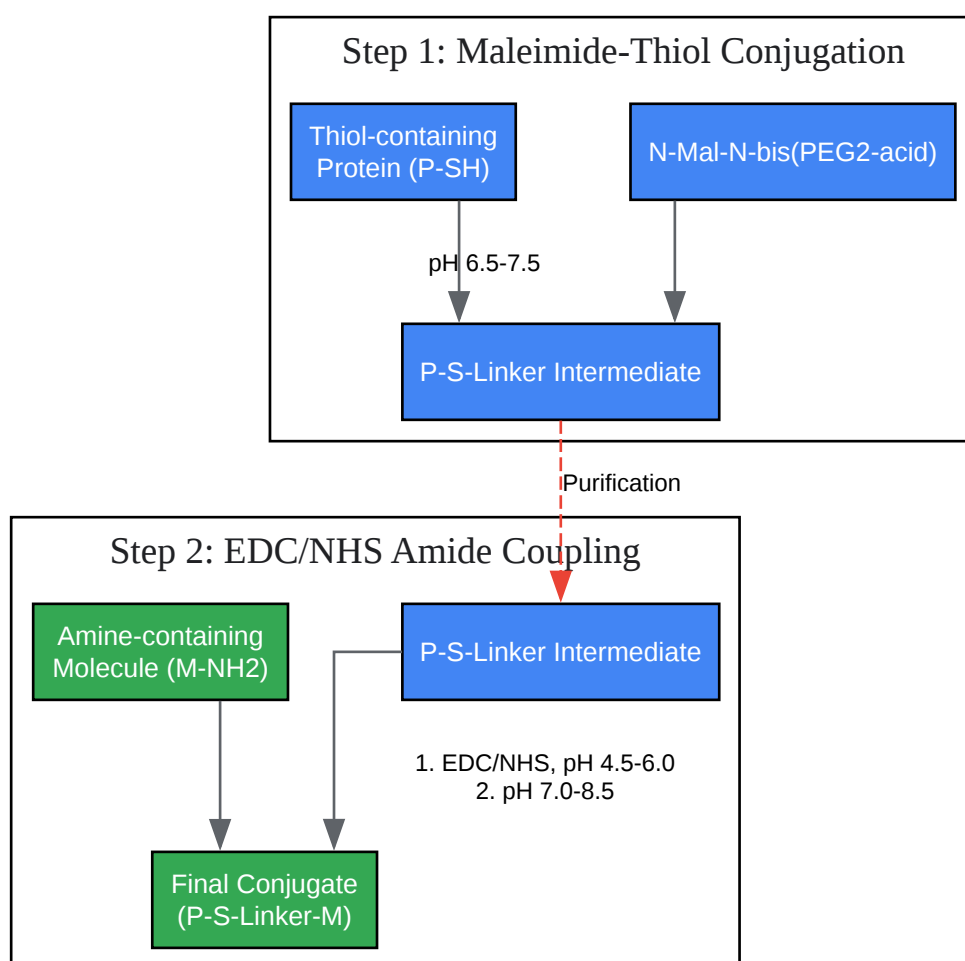 Step 1: Maleimide-Thiol Conjugation
Thiol-containing
Protein (P-SH)
N-Mal-N-bis(PEG2-acid)
pH 6.5-7.5
P-S-Linker Intermediate
Purification
Step 2: EDC/NHS Amide Coupling
Amine-containing
Molecule (M-NH2)
P-S-Linker Intermediate
1. EDC/NHS, pH 4.5-6.0
2. pH 7.0-8.5
Final Conjugate
(P-S-Linker-M)